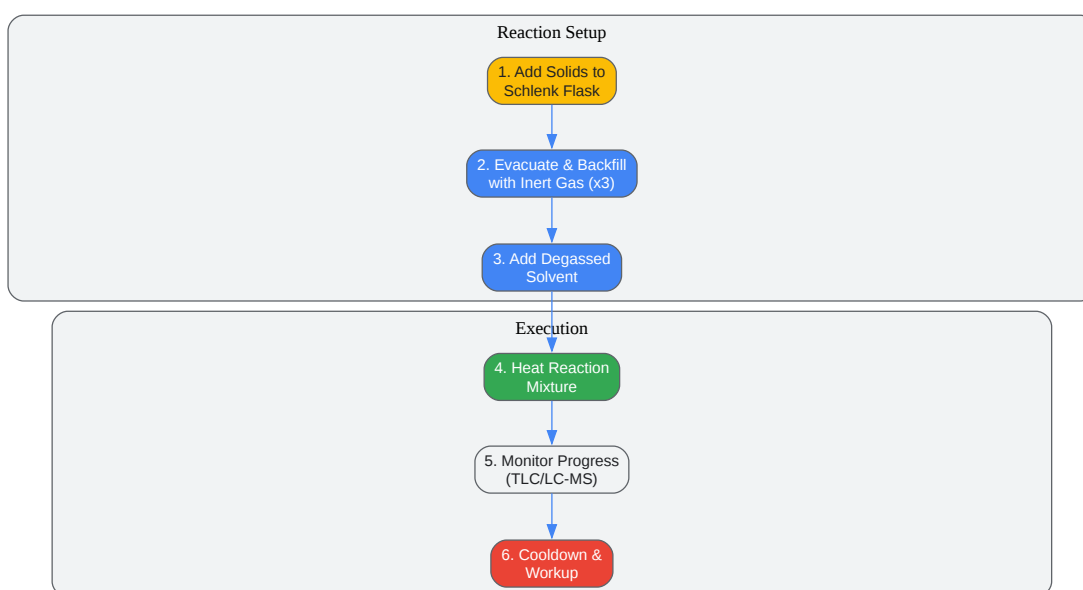 Reaction Setup
1. Add Solids to
Schlenk Flask
2. Evacuate & Backfill
with Inert Gas (x3)
3. Add Degassed
Solvent
Execution
4. Heat Reaction
Mixture
5. Monitor Progress
(TLC/LC-MS)
6. Cooldown &
Workup